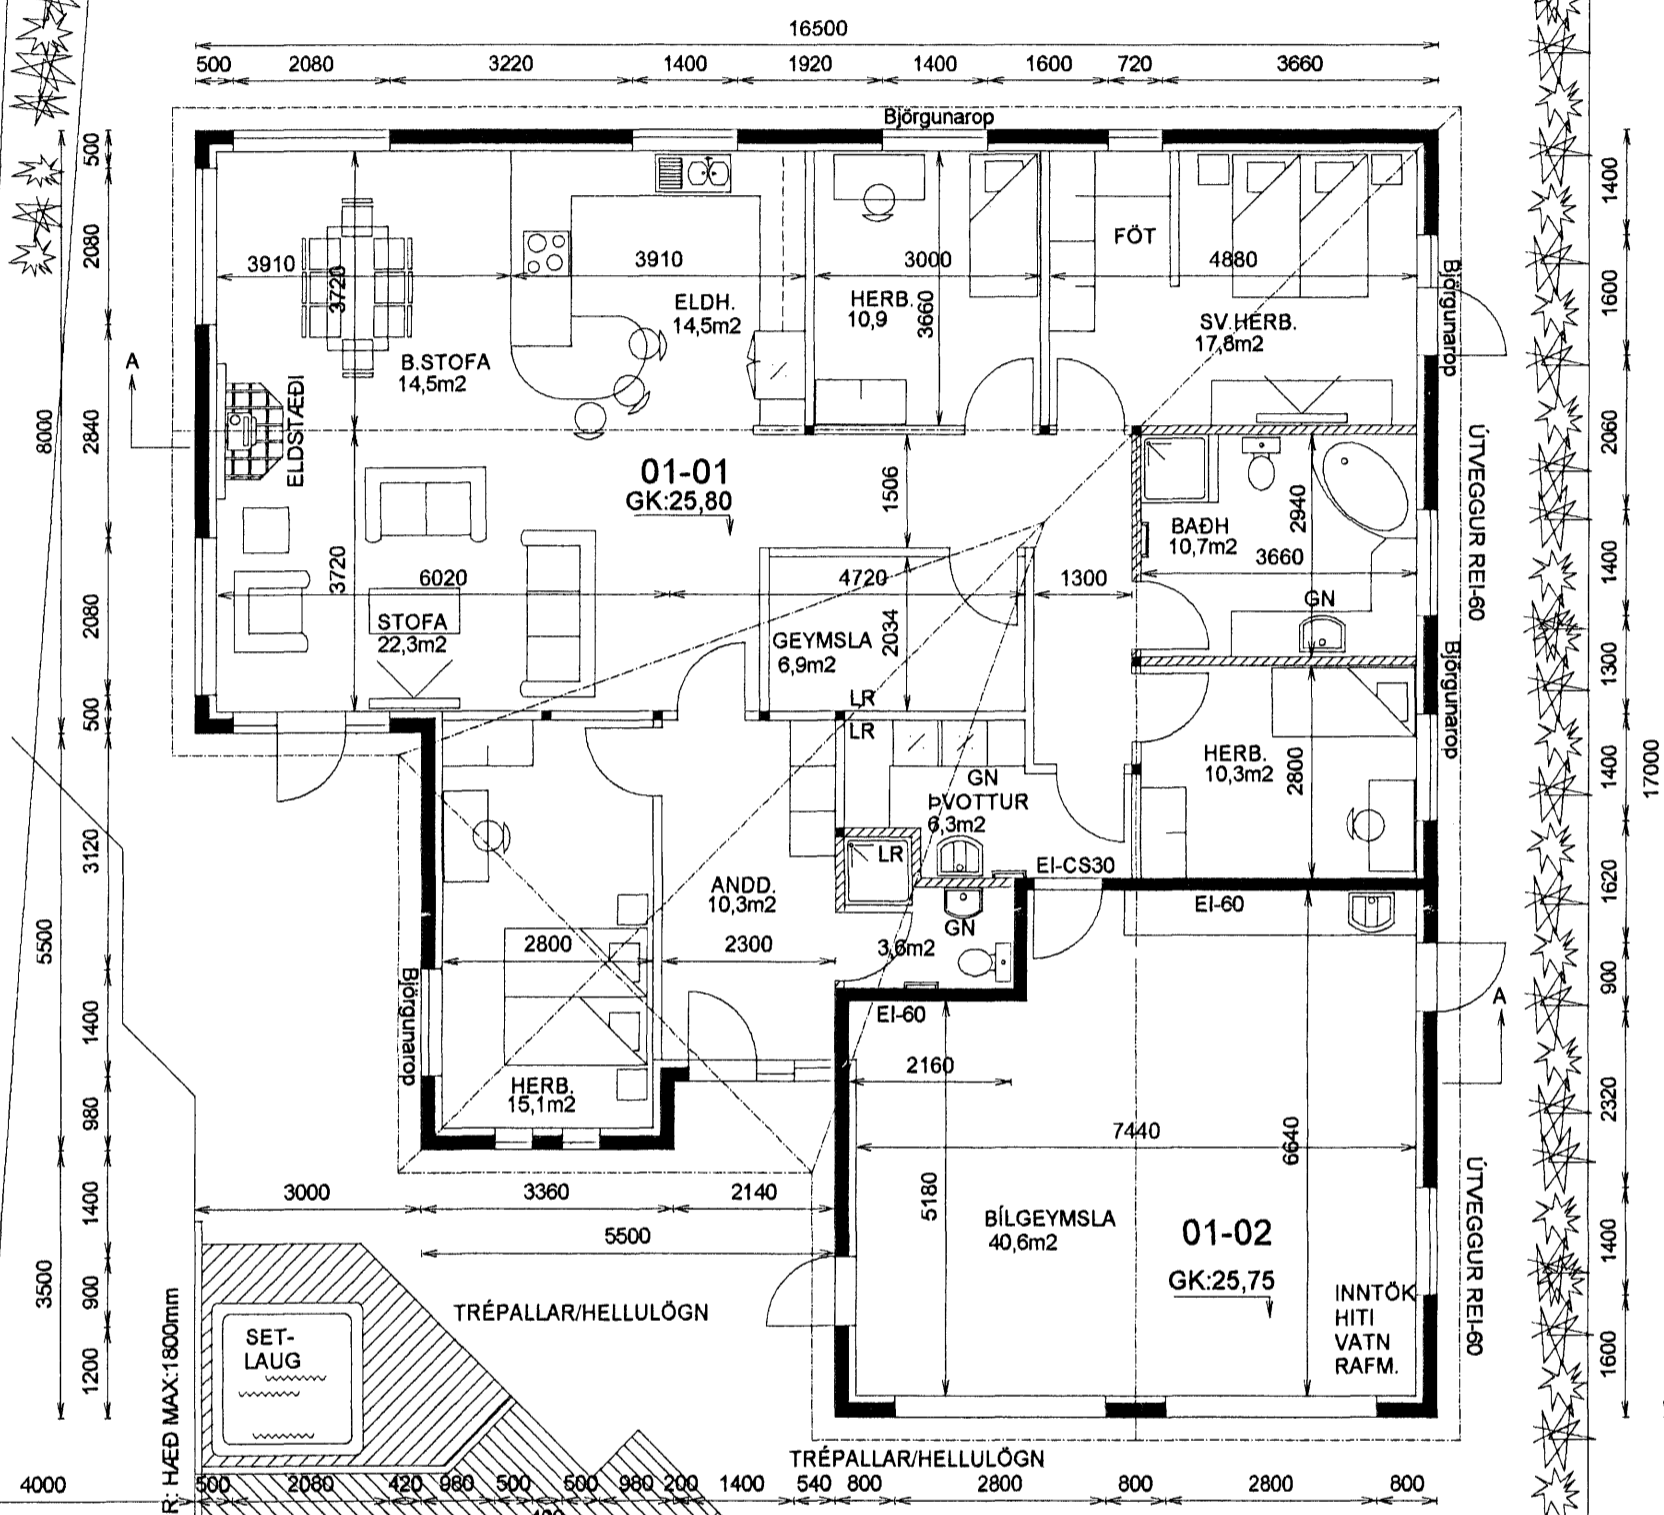 16500
500 2080 3220 1400 1920 1400 1600 720 3660
Björgunarop
500
2080
2840
2080
500
8000
3120
1400
980
5500
1400
900
1200
3500
A
3910
3720
B.STOFA
14,5m2
ELDSTÆÐI
3910
ELDH.
14,5m2
3000
HERB.
10,9
3660
FÖT
4880
SV.HERB.
17,8m2
Björgunarop
1400
1600
2060
1400
1300
1400
1620
900
2320
1400
1600
17000
ÚTVEGGUR REI-60
01-01
GK:25,80
1506
3720
6020
STOFA
22,3m2
4720
GEYMSLA
6,9m2
2034
1300
BAÐH
10,7m2
2940
3660
GN
LR
LR
GN
ÞVOTTUR
6,3m2
LR
EI-CS30
HERB.
10,3m2
2800
Björgunarop
ANDD.
10,3m2
2800
2300
GN
3,6m2
EI-60
EI-60
Björgunarop
HERB.
15,1m2
2160
A
7440
6640
5180
BÍLGEYMSLA
40,6m2
01-02
GK:25,75
INNTÖK
HITI
VATN
RAFM.
ÚTVEGGUR REI-60
3000 3360 2140
5500
TRÉPALLAR/HELLULÖGN
SET-
LAUG
R: HÆÐ MAX:1800mm
TRÉPALLAR/HELLULÖGN
4000 500 2080 420 980 500 500 980 200 1400 540 800 2800 800 2800 800